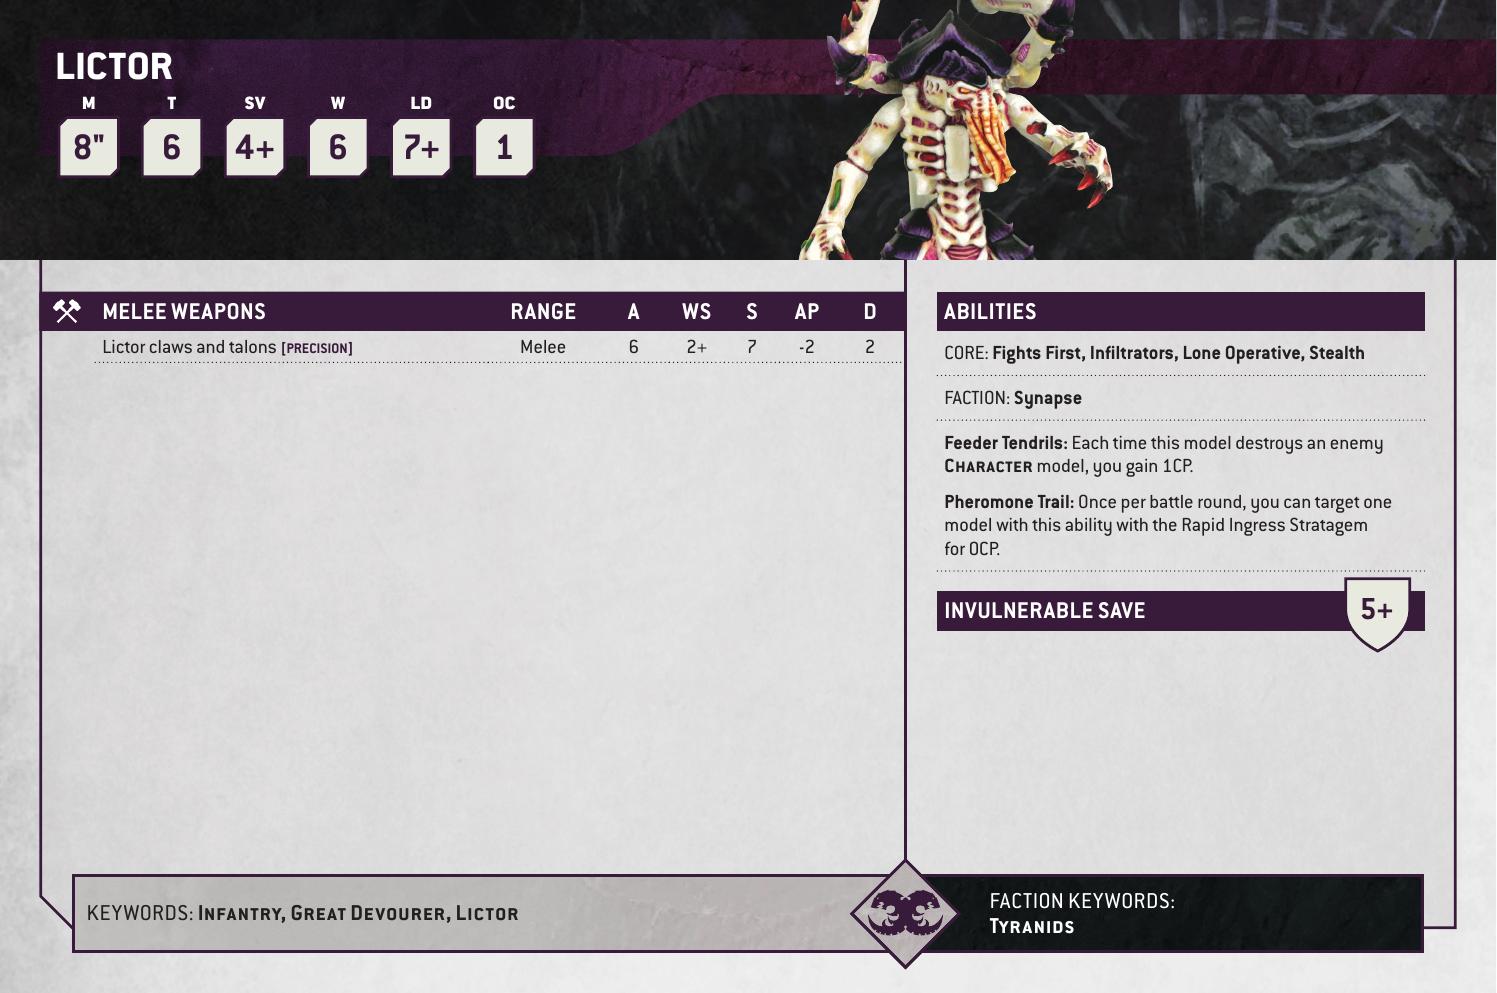 LICTOR
M T SV W LD OC
8" 6 4+ 6 7+ 1
MELEE WEAPONS RANGE A WS S AP D
Lictor claws and talons [PRECISION] Melee 6 2+ 7 -2 2
ABILITIES
CORE: Fights First, Infiltrators, Lone Operative, Stealth
FACTION: Synapse
Feeder Tendrils: Each time this model destroys an enemy
CHARACTER model, you gain 1CP.
Pheromone Trail: Once per battle round, you can target one
model with this ability with the Rapid Ingress Stratagem
for 0CP.
INVULNERABLE SAVE 5+
KEYWORDS: INFANTRY, GREAT DEVOURER, LICTOR
FACTION KEYWORDS:
TYRANIDS